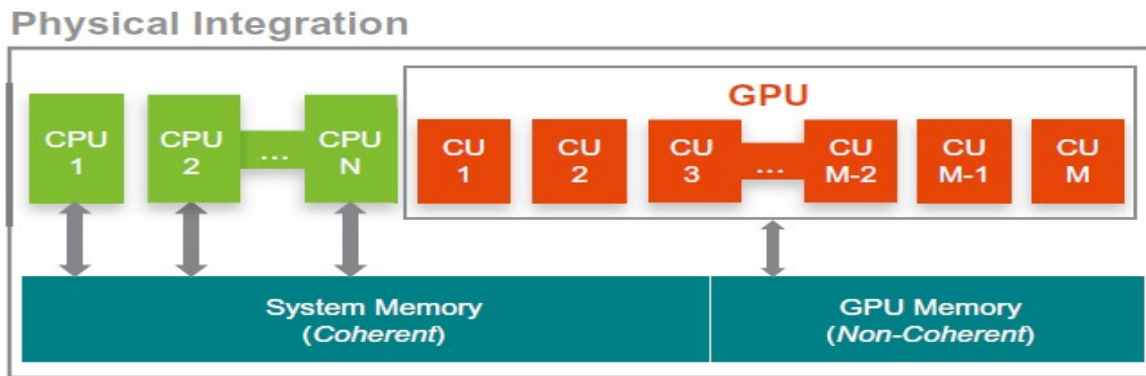 Physical Integration
GPU
CPU
1
CPU
2
...
CPU
N
CU
1
CU
2
CU
3
...
CU
M-2
CU
M-1
CU
M
System Memory
(Coherent)
GPU Memory
(Non-Coherent)